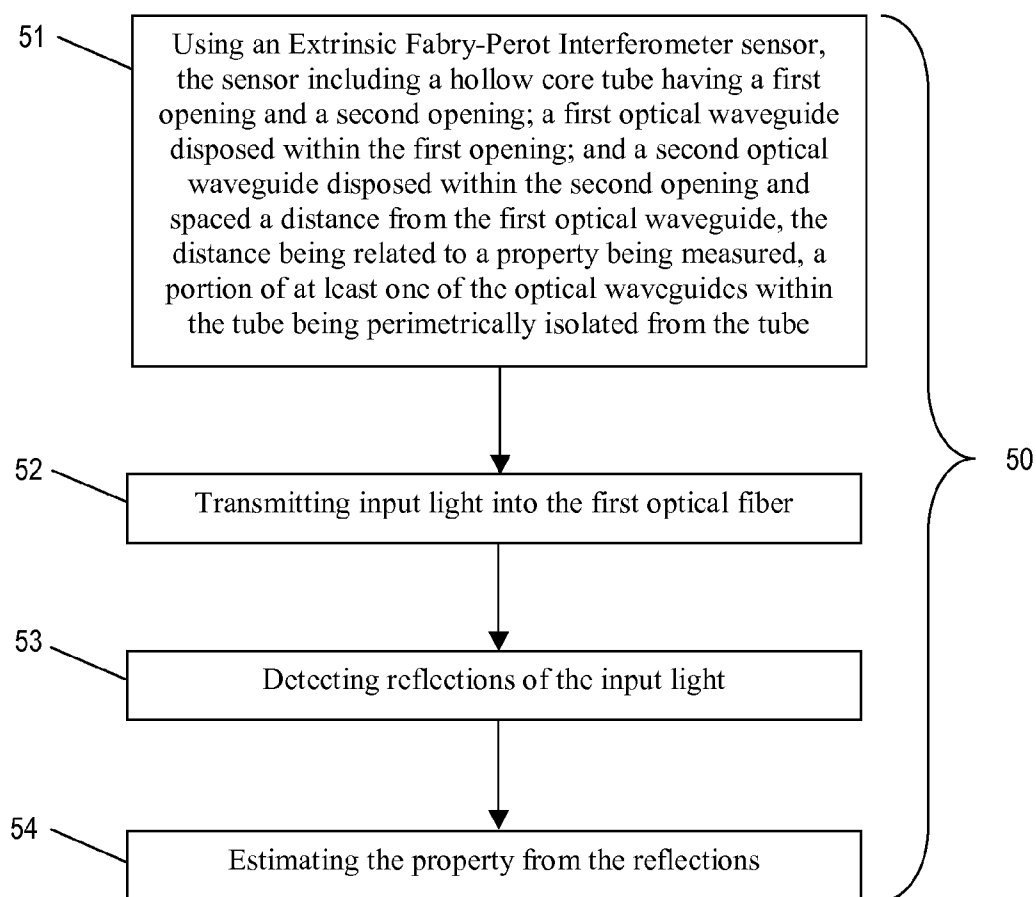 51
Using an Extrinsic Fabry-Perot Interferometer sensor,
the sensor including a hollow core tube having a first
opening and a second opening; a first optical waveguide
disposed within the first opening; and a second optical
waveguide disposed within the second opening and
spaced a distance from the first optical waveguide, the
distance being related to a property being measured, a
portion of at least one of the optical waveguides within
the tube being perimetrically isolated from the tube
50
52
Transmitting input light into the first optical fiber
53
Detecting reflections of the input light
54
Estimating the property from the reflections